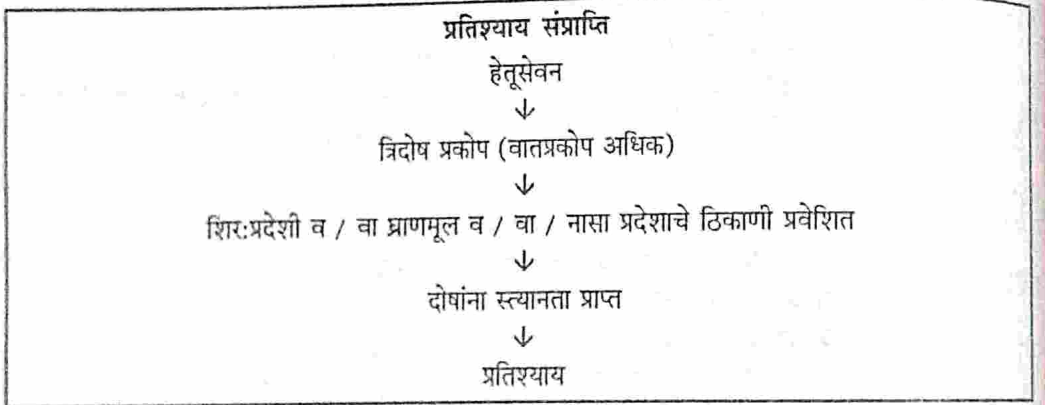 प्रतिश्याय संप्राप्ति
हेतूसेवन
↓
त्रिदोष प्रकोप (वातप्रकोप अधिक)
↓
शिर:प्रदेशी व / वा घ्राणमूल व / वा / नासा प्रदेशाचे ठिकाणी प्रवेशित
↓
दोषांना स्त्यानता प्राप्त
↓
प्रतिश्याय